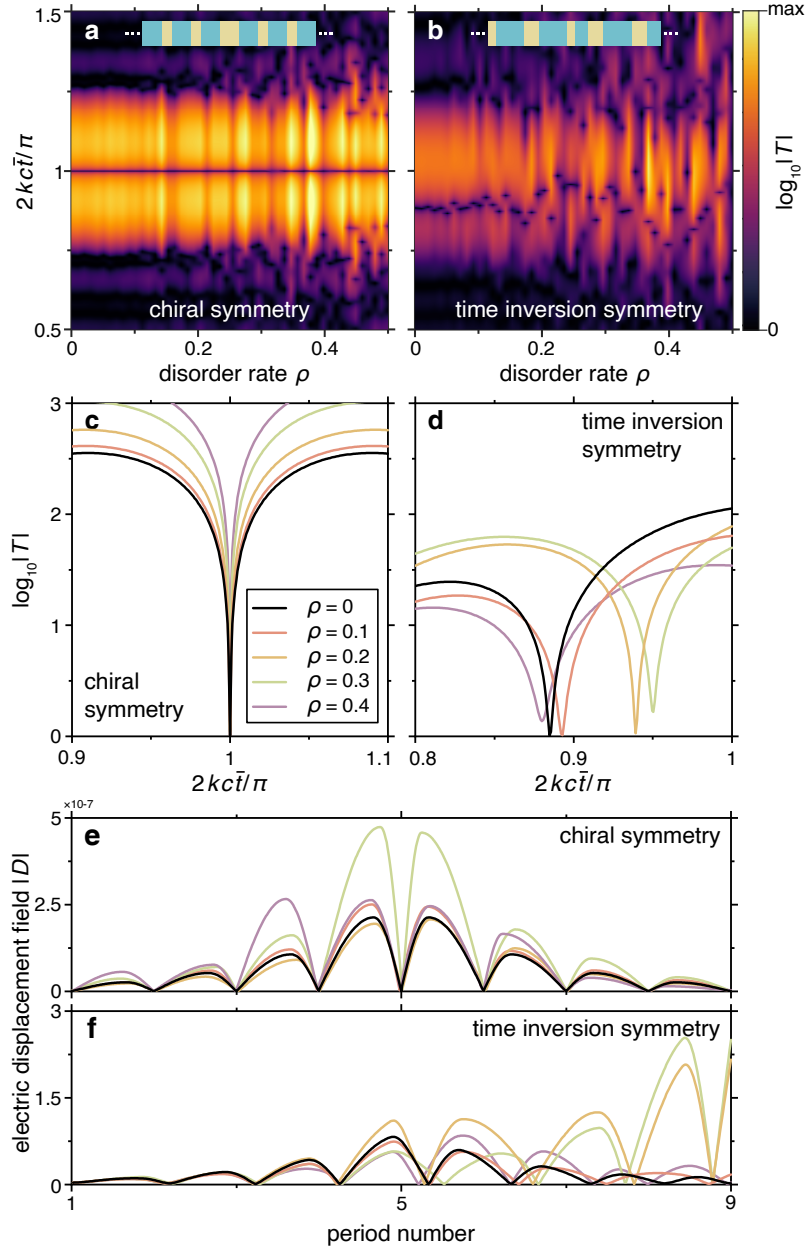 a
b
max
0
log₁₀|T|
1.5
1
0.5
2kct̄/π
chiral symmetry
time inversion symmetry
0
0.2
0.4
0
0.2
0.4
disorder rate ρ
disorder rate ρ
c
d
time inversion
symmetry
3
2
1
0
log₁₀|T|
chiral
symmetry
ρ = 0
ρ = 0.1
ρ = 0.2
ρ = 0.3
ρ = 0.4
0.9
1
1.1
0.8
0.9
1
2kct̄/π
2kct̄/π
×10-7
e
chiral symmetry
5
2.5
0
f
time inversion symmetry
3
1.5
0
electric displacement field |D|
1
5
9
period number